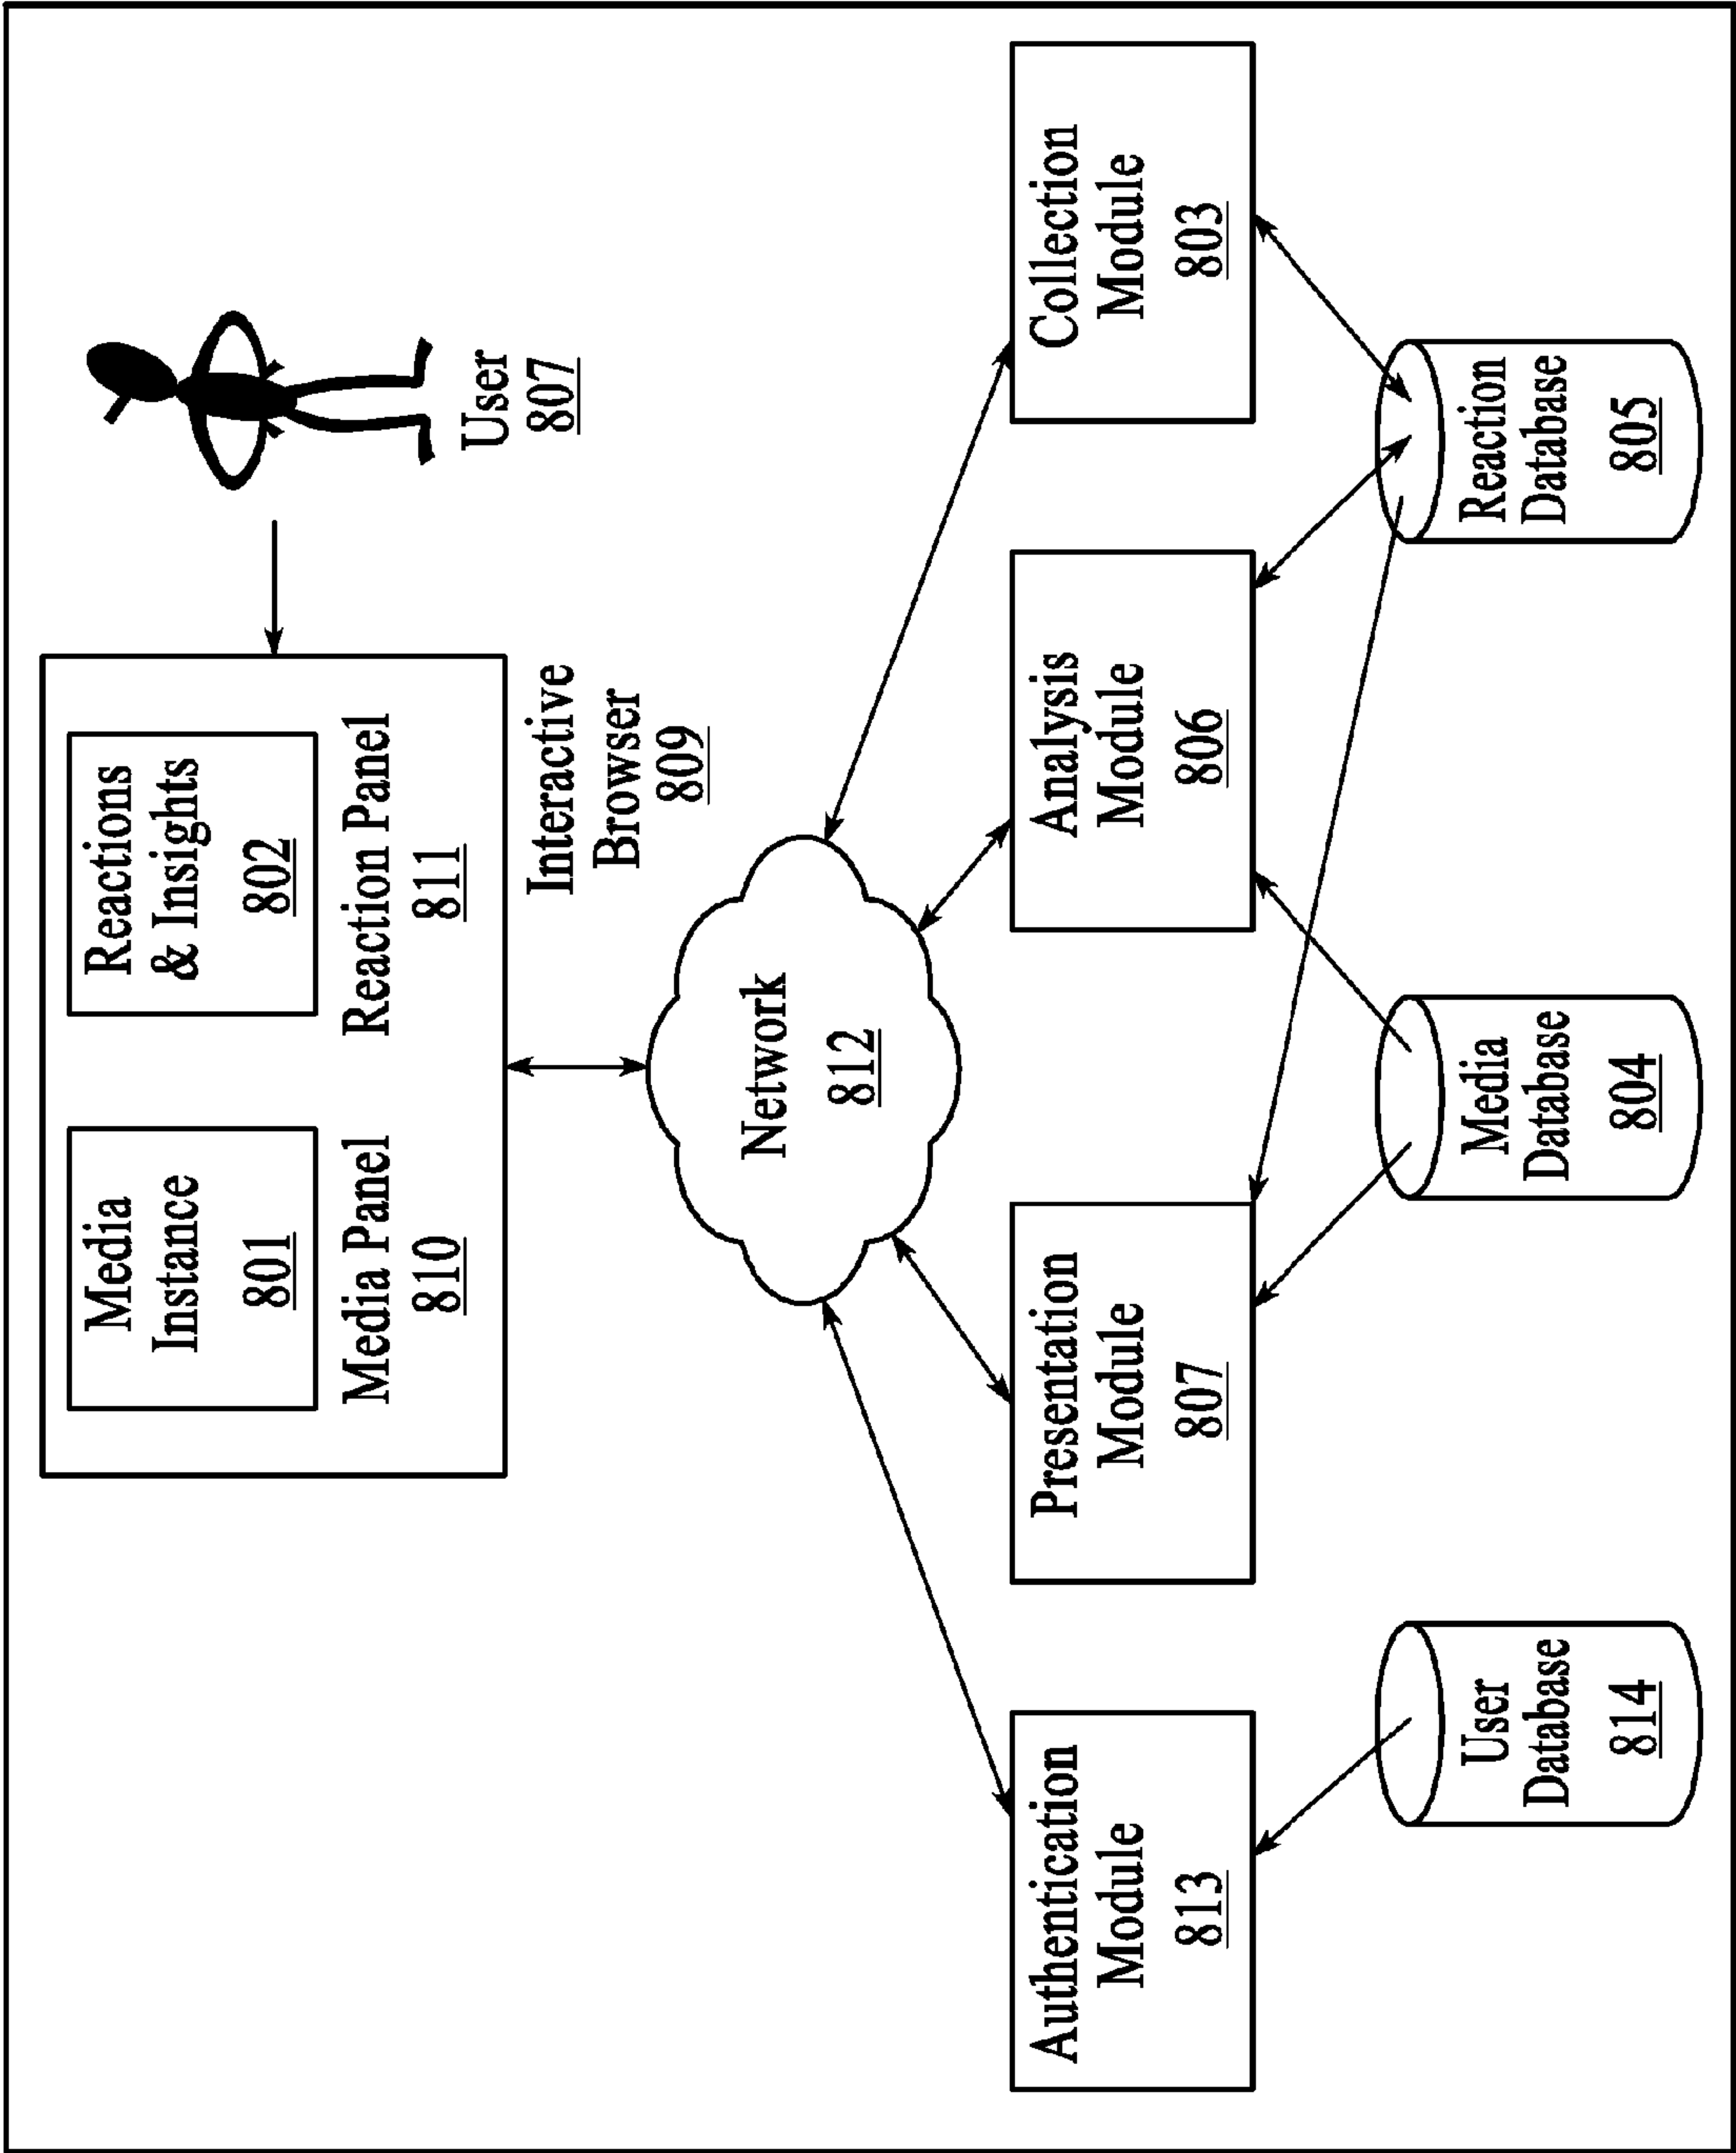 Media
Instance
801
Media Panel
810
Reactions
& Insights
802
Reaction Panel
811
Interactive
Browser
809
User
807
Network
812
Authentication
Module
813
Presentation
Module
807
Analysis
Module
806
Collection
Module
803
User
Database
814
Media
Database
804
Reaction
Database
805